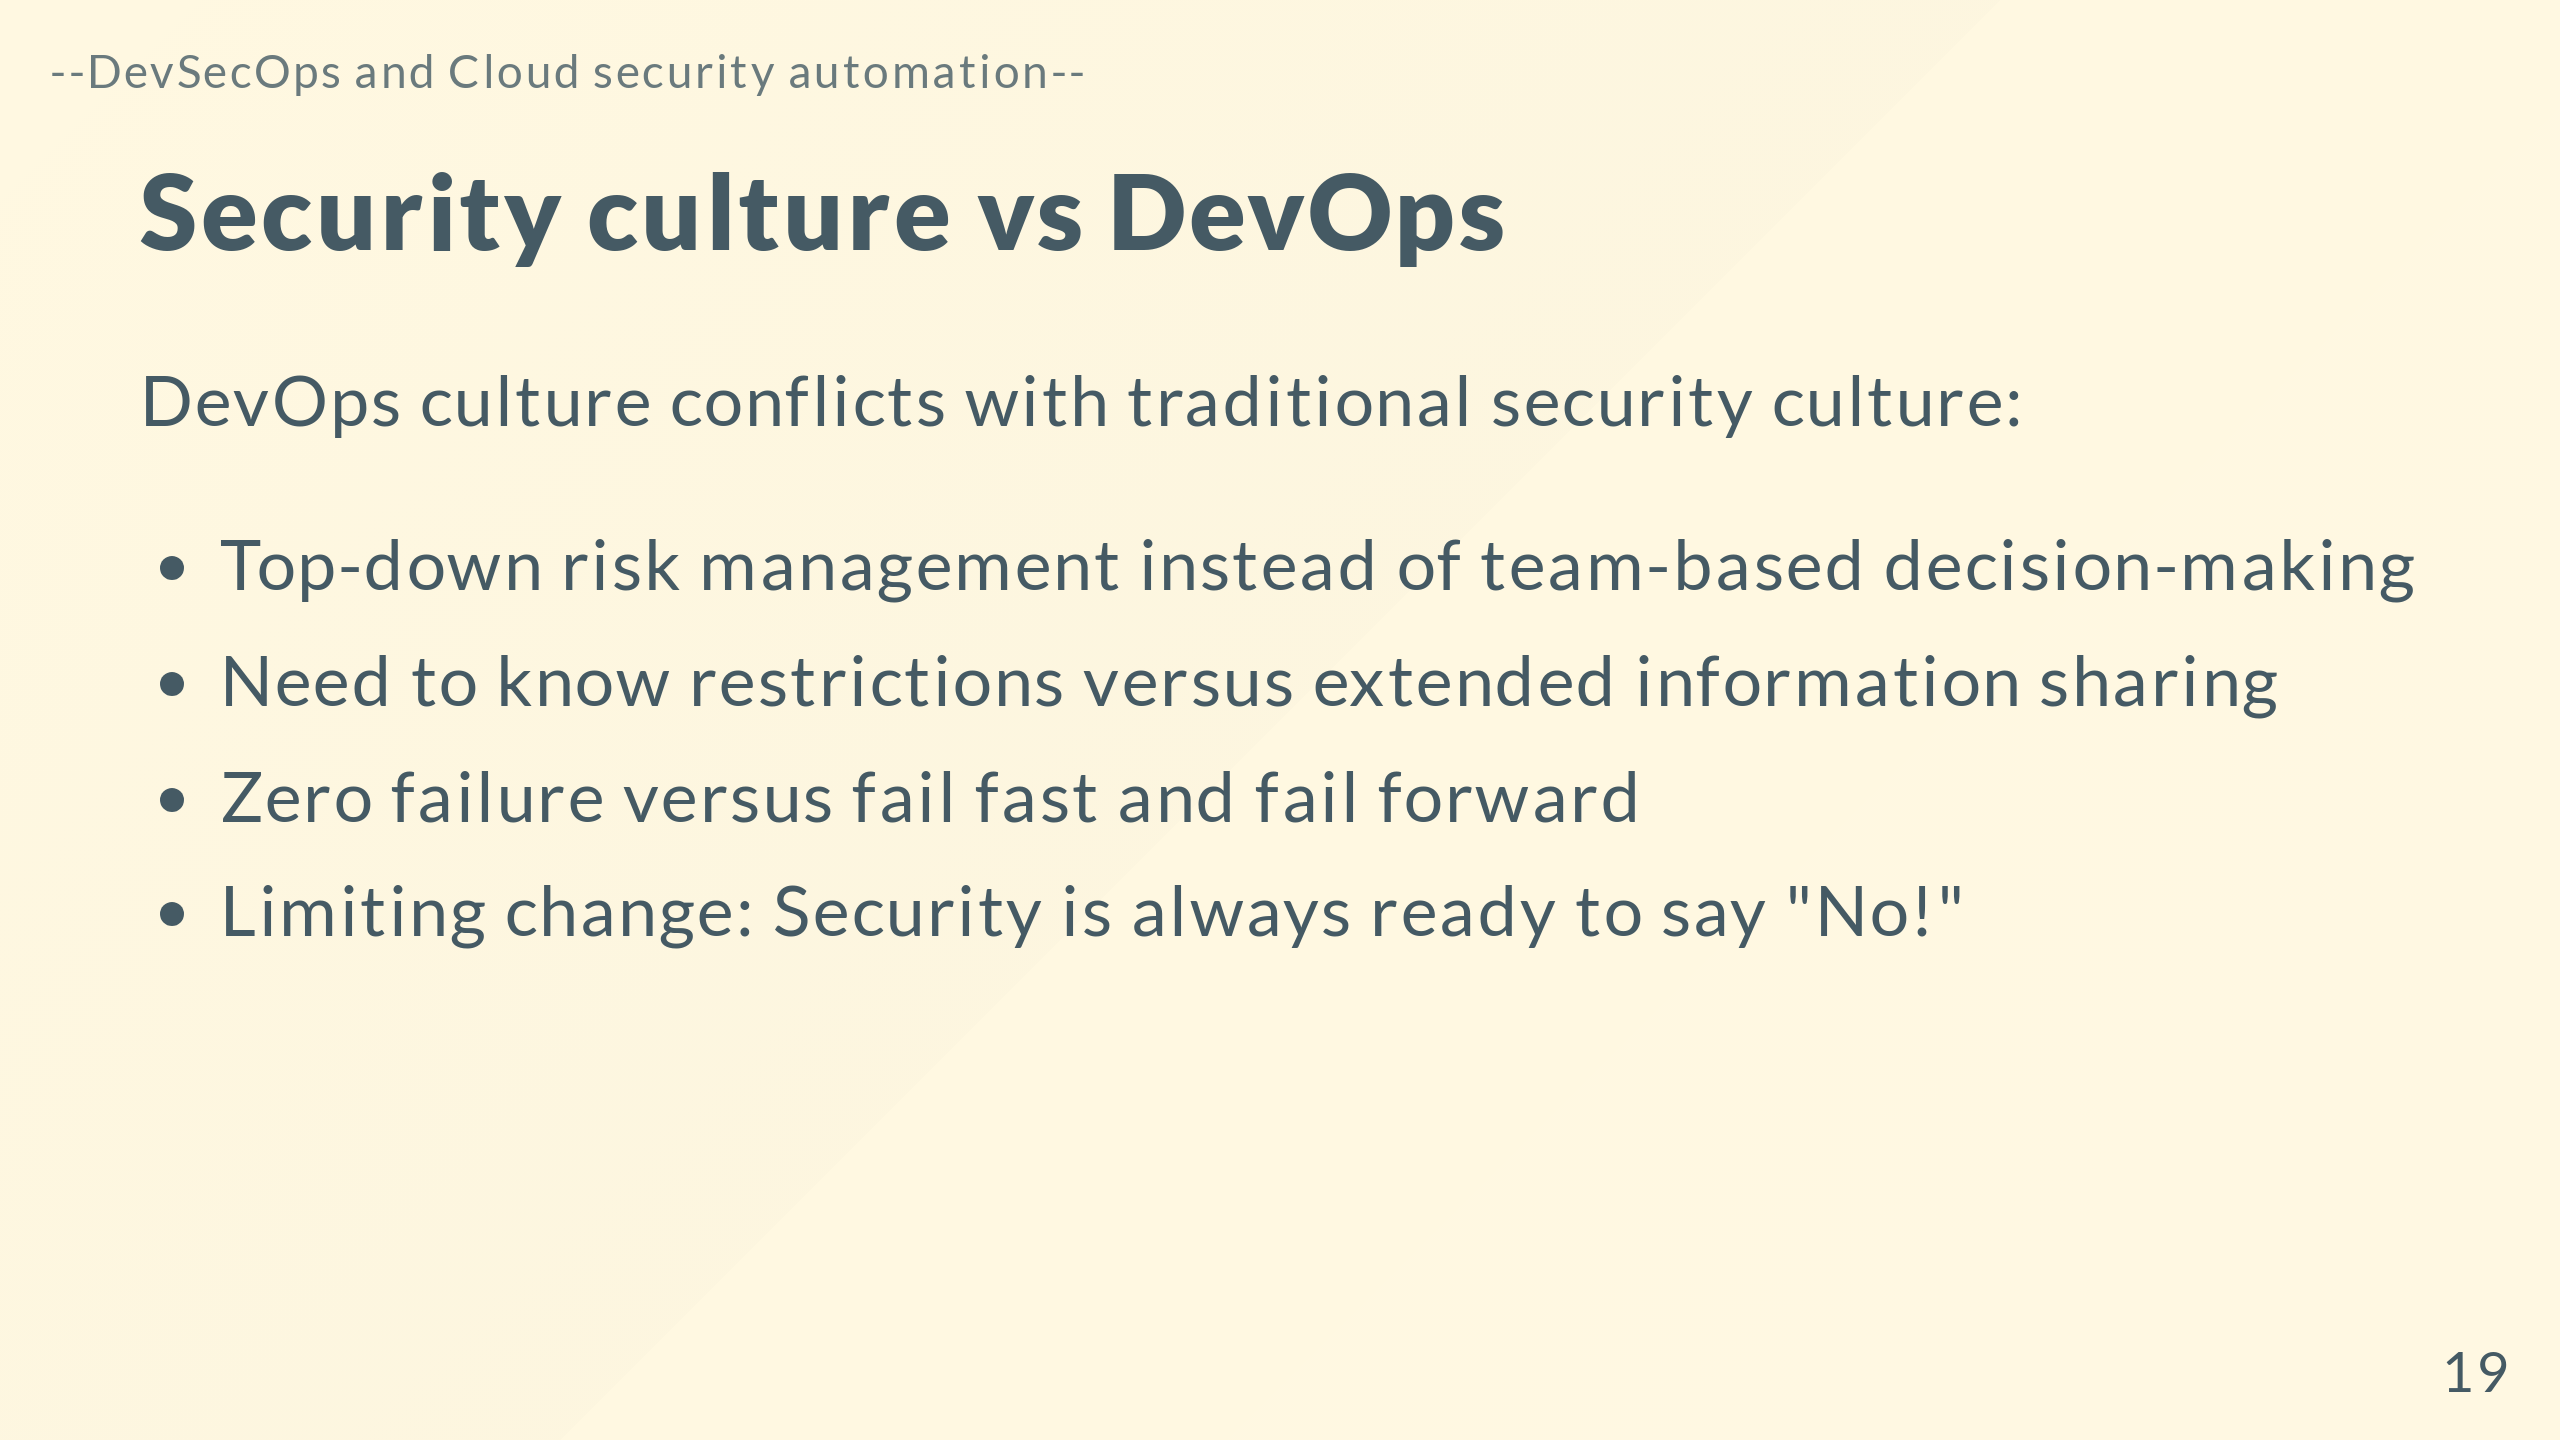 --DevSecOps and Cloud security automation--
Security culture vs DevOps
DevOps culture conflicts with traditional security culture:
• Top-down risk management instead of team-based decision-making
• Need to know restrictions versus extended information sharing
• Zero failure versus fail fast and fail forward
• Limiting change: Security is always ready to say "No!"
19